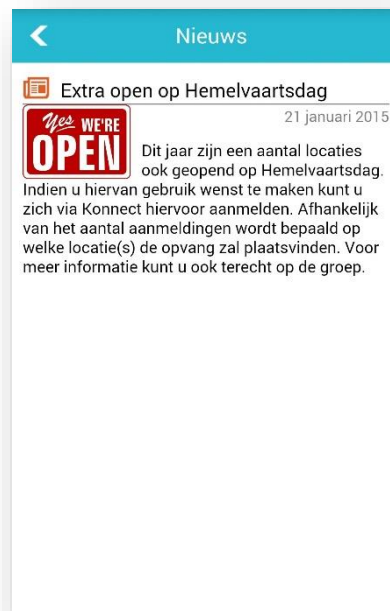 Nieuws
Extra open op Hemelvaartsdag
21 januari 2015
Yes WE'RE
OPEN
Dit jaar zijn een aantal locaties
ook geopend op Hemelvaartsdag.
Indien u hiervan gebruik wenst te maken kunt u
zich via Konnect hiervoor aanmelden. Afhankelijk
van het aantal aanmeldingen wordt bepaald op
welke locatie(s) de opvang zal plaatsvinden. Voor
meer informatie kunt u ook terecht op de groep.